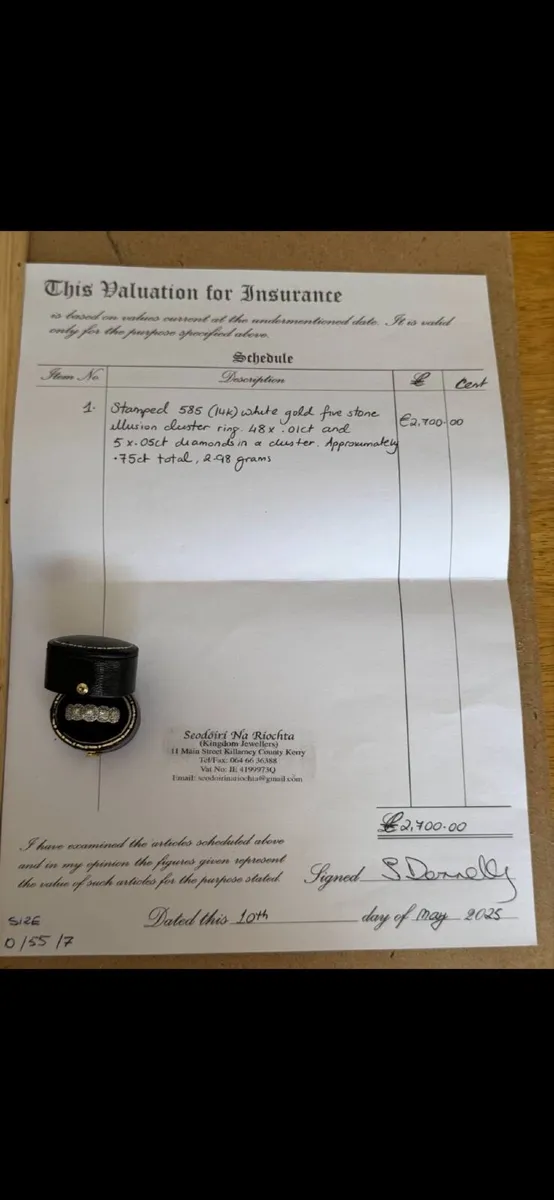 This Valuation for Insurance
is based on values current at the undermentioned date. It is valid
only for the purpose specified above.
Schedule
Item No. Description £ Cent
1. Stamped 585 (14k) white gold five stone €2,700.00
illusion cluster ring. 48 x .01ct and
5 x .05ct diamonds in a cluster. Approximately
.75ct total, 2.98 grams
Seodóirí Na Ríochta
(Kingdom Jewellers)
11 Main Street Killarney County Kerry
Tel/Fax: 064 66 36388
Vat No: IE 4199973Q
Email: seodoirinariochta@gmail.com
€2,700.00
I have examined the articles scheduled above
and in my opinion the figures given represent
the value of such articles for the purpose stated.
Signed S Donnelly
Dated this 10th day of May 2025
SIZE
O/55/7